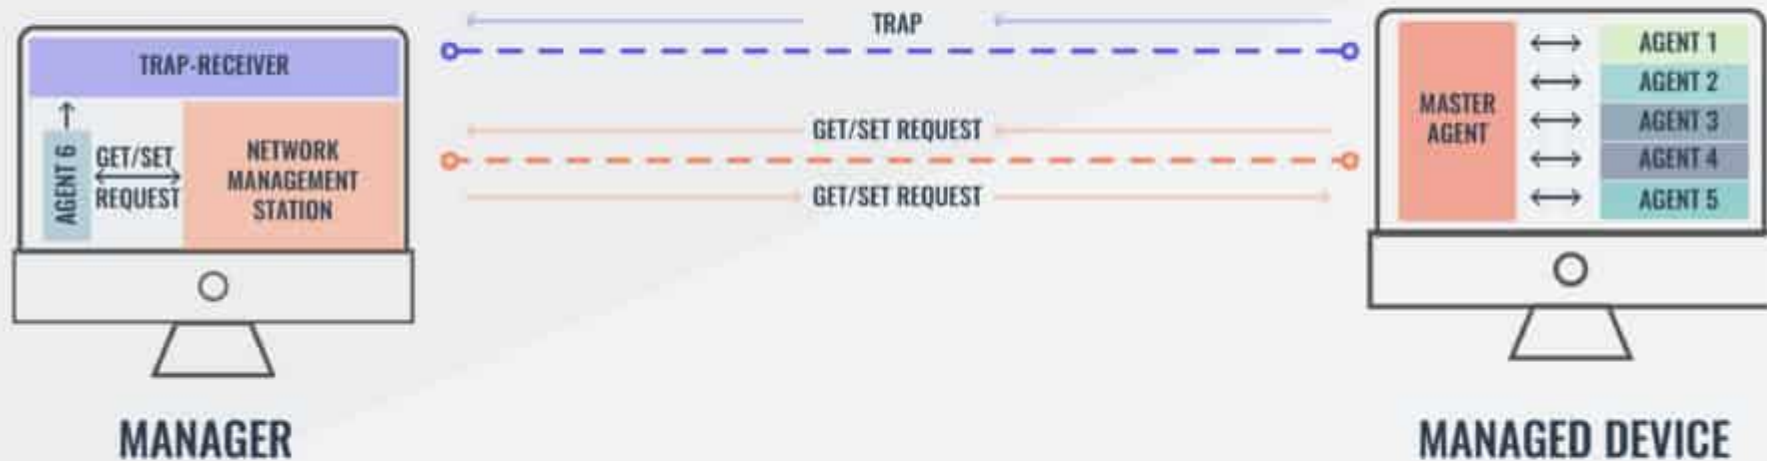 TRAP-RECEIVER
AGENT 6
GET/SET
REQUEST
NETWORK
MANAGEMENT
STATION
MANAGER
TRAP
GET/SET REQUEST
GET/SET REQUEST
MASTER
AGENT
AGENT 1
AGENT 2
AGENT 3
AGENT 4
AGENT 5
MANAGED DEVICE